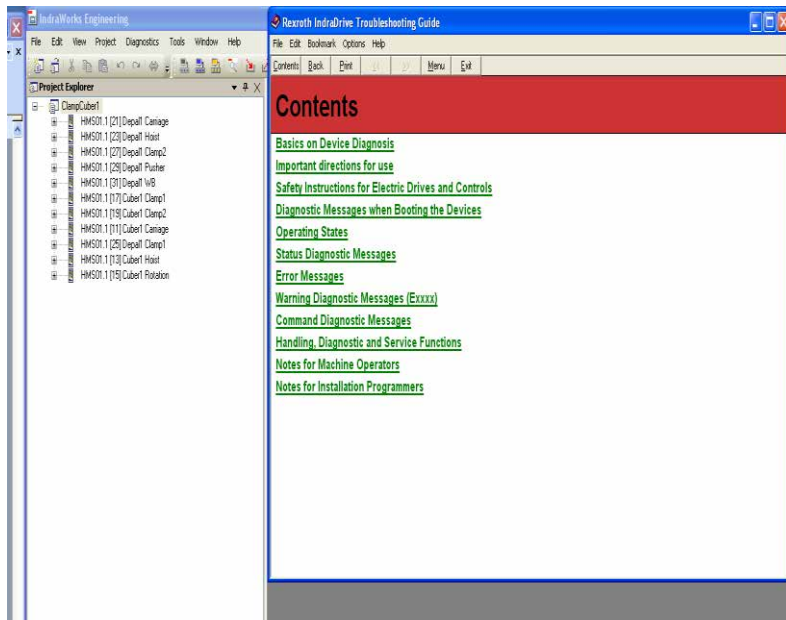 IndraWorks Engineering
File Edit View Project Diagnostics Tools Window Help
Project Explorer
ClampCuber1
HMS01.1 [21] Depall Carriage
HMS01.1 [23] Depall Hoist
HMS01.1 [27] Depall Clamp2
HMS01.1 [29] Depall Pusher
HMS01.1 [31] Depall WB
HMS01.1 [17] Cuber1 Clamp1
HMS01.1 [19] Cuber1 Clamp2
HMS01.1 [11] Cuber1 Carriage
HMS01.1 [25] Depall Clamp1
HMS01.1 [13] Cuber1 Hoist
HMS01.1 [15] Cuber1 Rotation
Rexroth IndraDrive Troubleshooting Guide
File Edit Bookmark Options Help
Contents Back Print Menu Exit
Contents
Basics on Device Diagnosis
Important directions for use
Safety Instructions for Electric Drives and Controls
Diagnostic Messages when Booting the Devices
Operating States
Status Diagnostic Messages
Error Messages
Warning Diagnostic Messages (Exxxx)
Command Diagnostic Messages
Handling, Diagnostic and Service Functions
Notes for Machine Operators
Notes for Installation Programmers